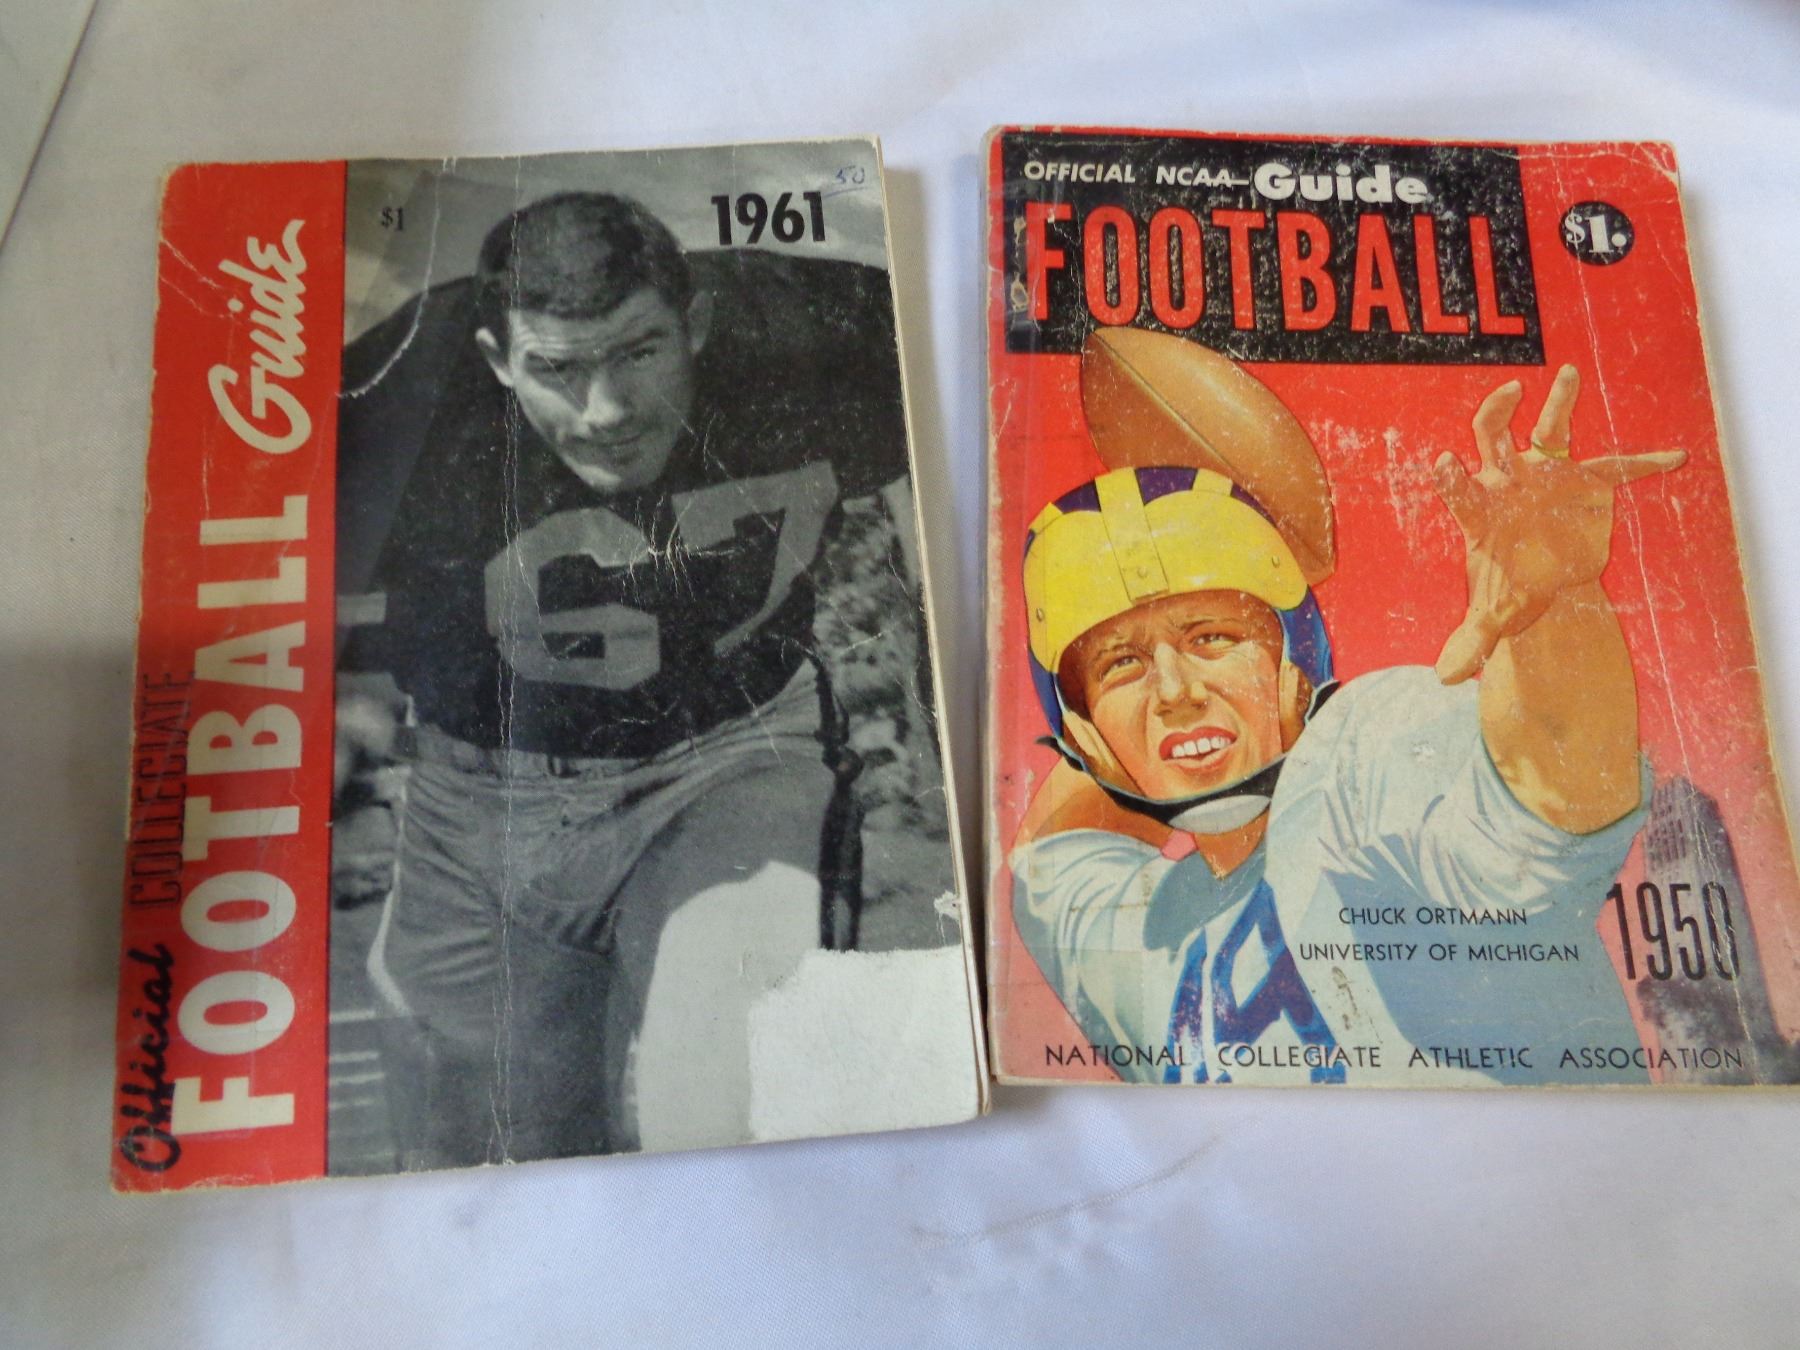 Official COLLEGIATE
FOOTBALL Guide
$1
1961
50
67
OFFICIAL NCAA—Guide
FOOTBALL
$1.
CHUCK ORTMANN
UNIVERSITY OF MICHIGAN
1950
49
NATIONAL COLLEGIATE ATHLETIC ASSOCIATION